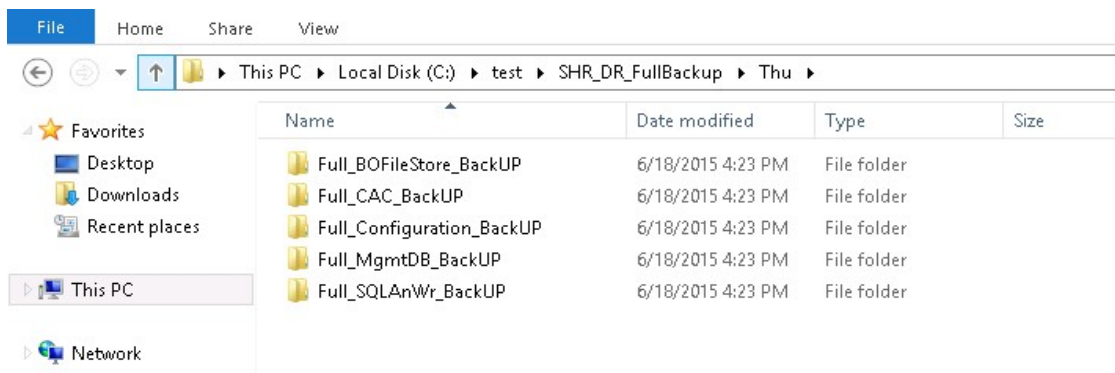 File Home Share View
This PC Local Disk (C:) test SHR_DR_FullBackup Thu
Favorites
Desktop
Downloads
Recent places
This PC
Network
Name Date modified Type Size
Full_BOFileStore_BackUP 6/18/2015 4:23 PM File folder
Full_CAC_BackUP 6/18/2015 4:23 PM File folder
Full_Configuration_BackUP 6/18/2015 4:23 PM File folder
Full_MgmtDB_BackUP 6/18/2015 4:23 PM File folder
Full_SQLAnWr_BackUP 6/18/2015 4:23 PM File folder